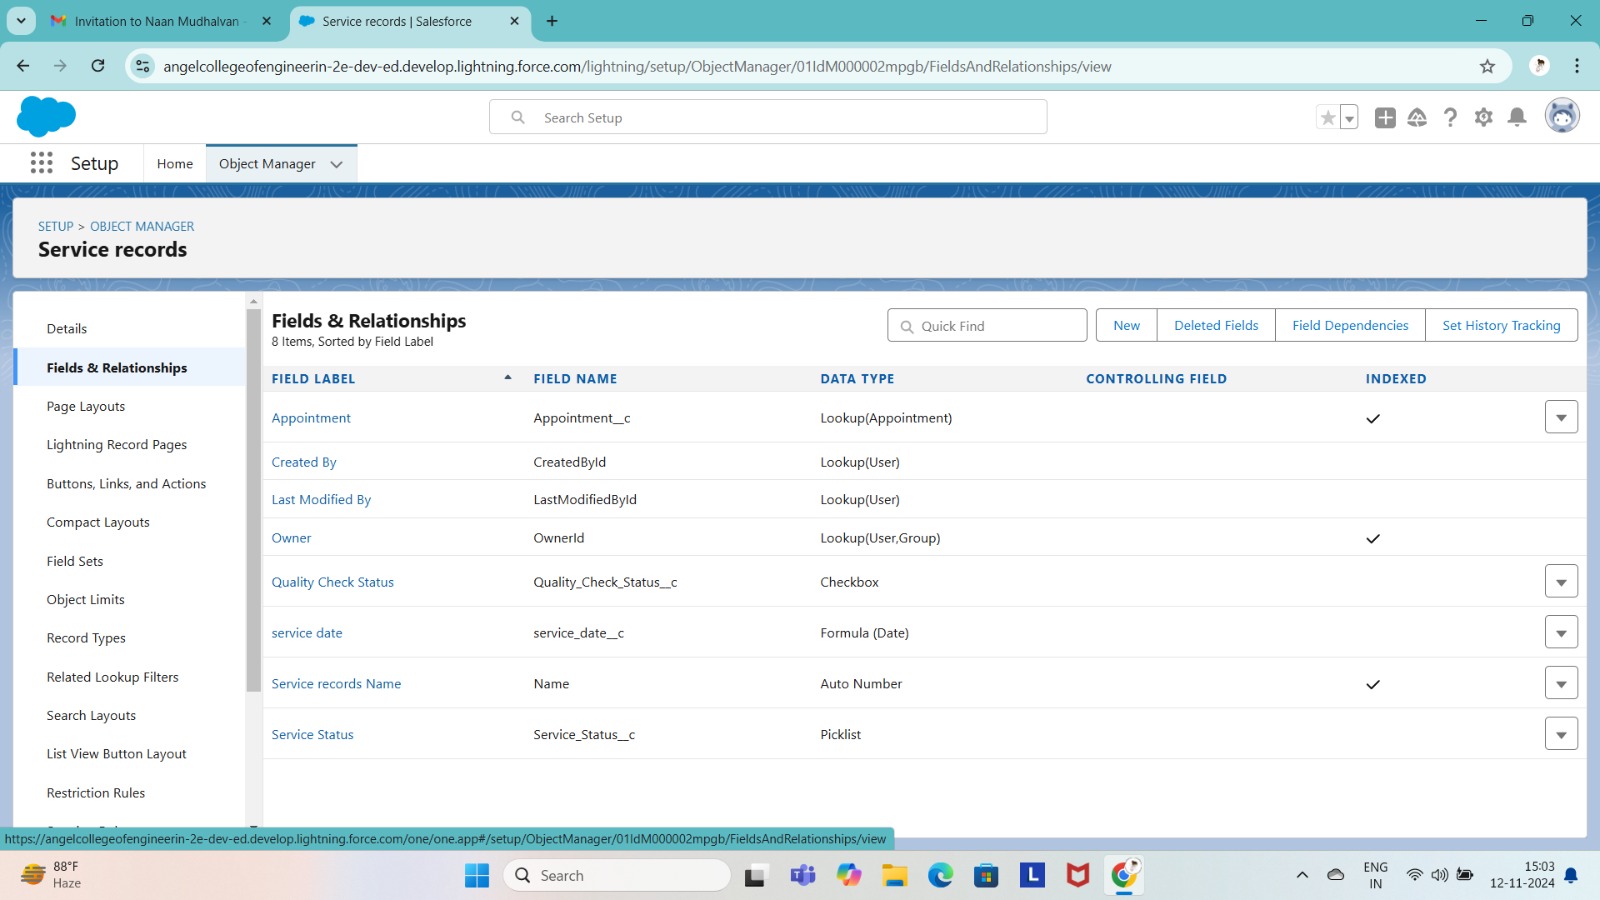 Invitation to Naan Mudhalvan
Service records | Salesforce
angelcollegeofengineerin-2e-dev-ed.develop.lightning.force.com/lightning/setup/ObjectManager/01IdM000002mpgb/FieldsAndRelationships/view
Search Setup
Setup Home Object Manager
SETUP > OBJECT MANAGER
Service records
Details
Fields & Relationships
Page Layouts
Lightning Record Pages
Buttons, Links, and Actions
Compact Layouts
Field Sets
Object Limits
Record Types
Related Lookup Filters
Search Layouts
List View Button Layout
Restriction Rules
Fields & Relationships
8 Items, Sorted by Field Label
Quick Find
New Deleted Fields Field Dependencies Set History Tracking
FIELD LABEL FIELD NAME DATA TYPE CONTROLLING FIELD INDEXED
Appointment Appointment__c Lookup(Appointment)
Created By CreatedById Lookup(User)
Last Modified By LastModifiedById Lookup(User)
Owner OwnerId Lookup(User,Group)
Quality Check Status Quality_Check_Status__c Checkbox
service date service_date__c Formula (Date)
Service records Name Name Auto Number
Service Status Service_Status__c Picklist
https://angelcollegeofengineerin-2e-dev-ed.develop.lightning.force.com/one/one.app#/setup/ObjectManager/01IdM000002mpgb/FieldsAndRelationships/view
88°F
Haze
Search
ENG
IN
15:03
12-11-2024